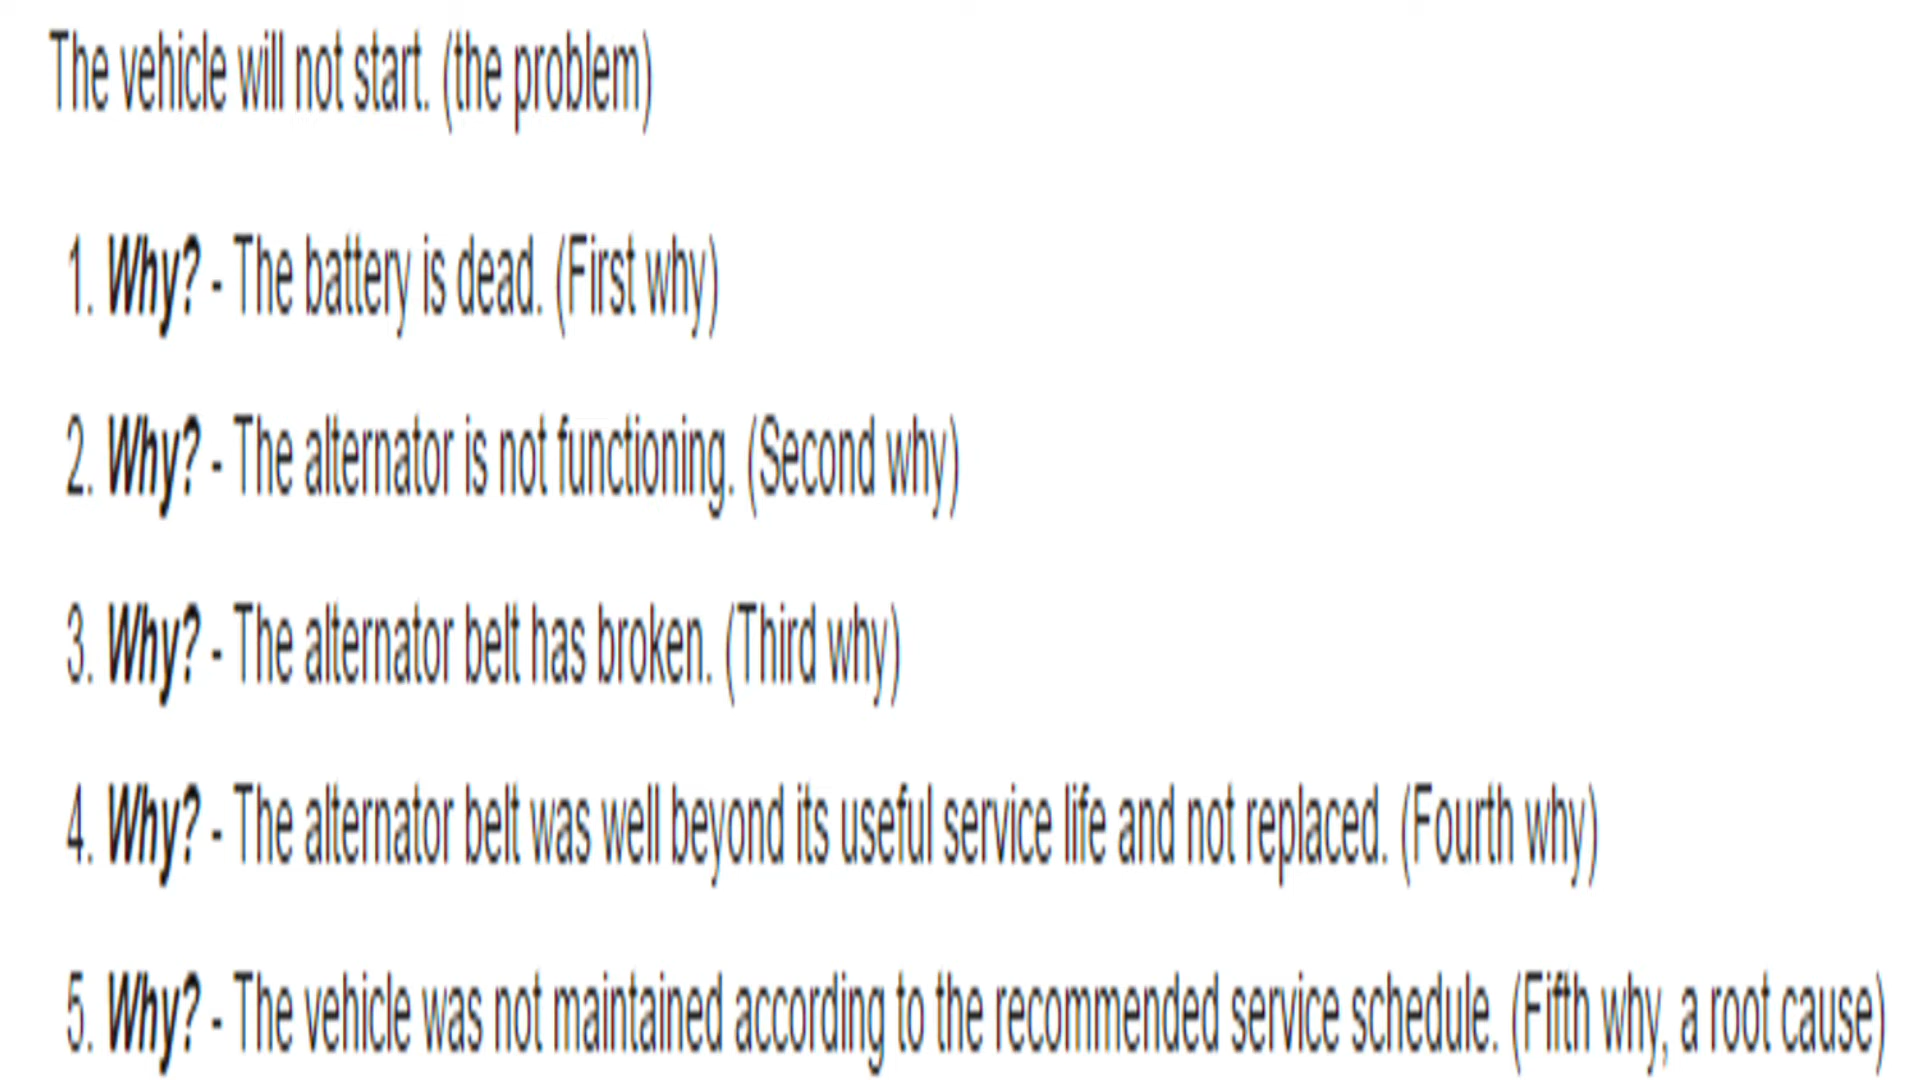 The vehicle will not start. (the problem)
1. Why? - The battery is dead. (First why)
2. Why? - The alternator is not functioning. (Second why)
3. Why? - The alternator belt has broken. (Third why)
4. Why? - The alternator belt was well beyond its useful service life and not replaced. (Fourth why)
5. Why? - The vehicle was not maintained according to the recommended service schedule. (Fifth why, a root cause)